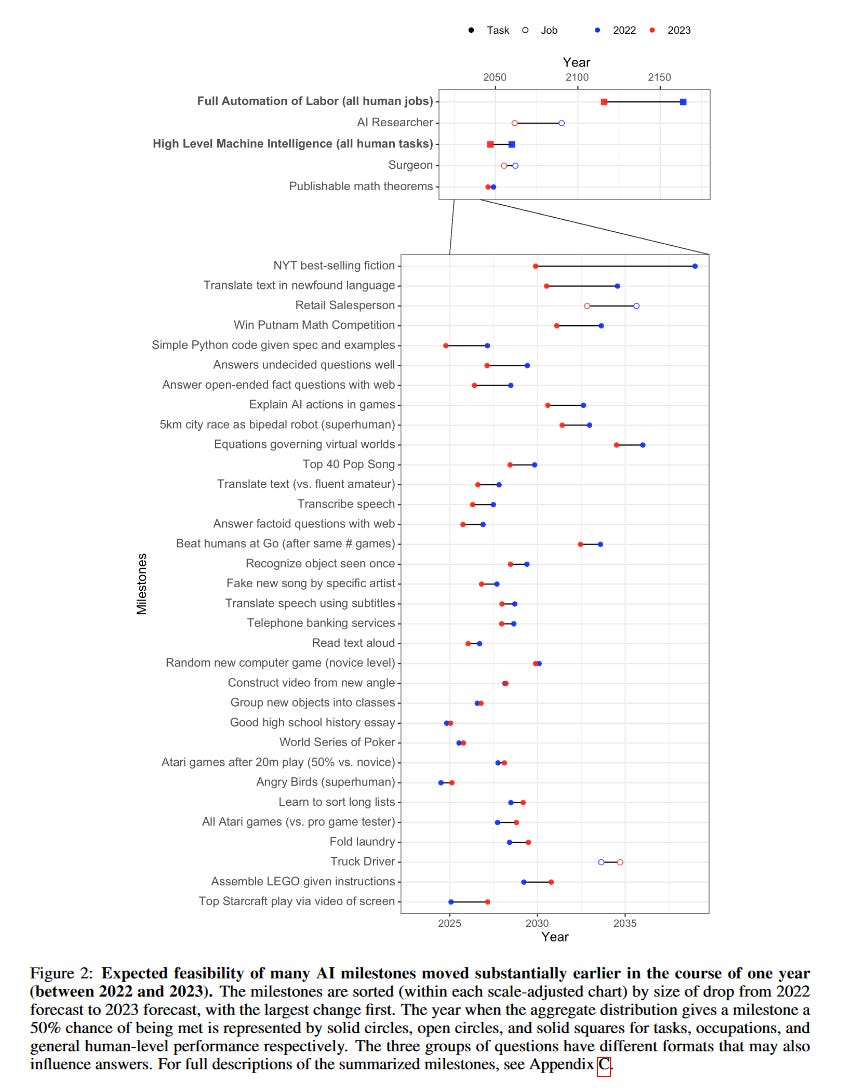 Task Job 2022 2023
Year
2050 2100 2150
Full Automation of Labor (all human jobs)
AI Researcher
High Level Machine Intelligence (all human tasks)
Surgeon
Publishable math theorems
NYT best-selling fiction
Translate text in newfound language
Retail Salesperson
Win Putnam Math Competition
Simple Python code given spec and examples
Answers undecided questions well
Answer open-ended fact questions with web
Explain AI actions in games
5km city race as bipedal robot (superhuman)
Equations governing virtual worlds
Top 40 Pop Song
Translate text (vs. fluent amateur)
Transcribe speech
Answer factoid questions with web
Beat humans at Go (after same # games)
Recognize object seen once
Fake new song by specific artist
Translate speech using subtitles
Telephone banking services
Read text aloud
Random new computer game (novice level)
Construct video from new angle
Group new objects into classes
Good high school history essay
World Series of Poker
Atari games after 20m play (50% vs. novice)
Angry Birds (superhuman)
Learn to sort long lists
All Atari games (vs. pro game tester)
Fold laundry
Truck Driver
Assemble LEGO given instructions
Top Starcraft play via video of screen
Milestones
2025 2030 2035
Year
Figure 2: Expected feasibility of many AI milestones moved substantially earlier in the course of one year
(between 2022 and 2023). The milestones are sorted (within each scale-adjusted chart) by size of drop from 2022
forecast to 2023 forecast, with the largest change first. The year when the aggregate distribution gives a milestone a
50% chance of being met is represented by solid circles, open circles, and solid squares for tasks, occupations, and
general human-level performance respectively. The three groups of questions have different formats that may also
influence answers. For full descriptions of the summarized milestones, see Appendix C.